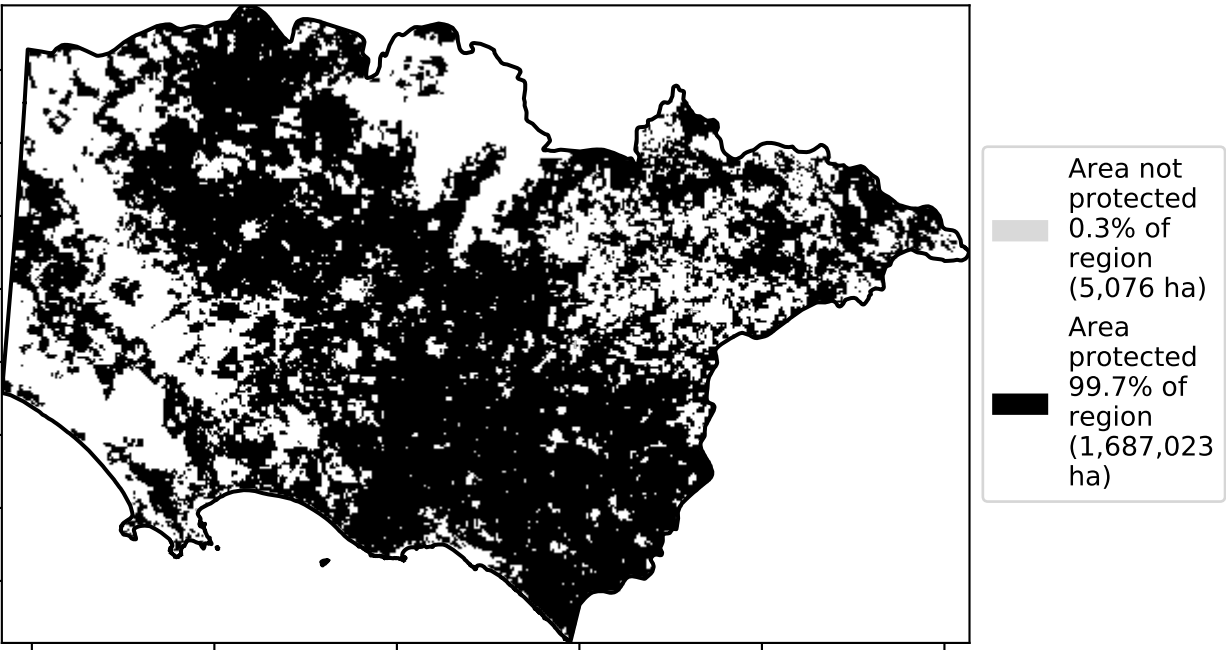 Area not
protected
0.3% of
region
(5,076 ha)
Area
protected
99.7% of
region
(1,687,023
ha)